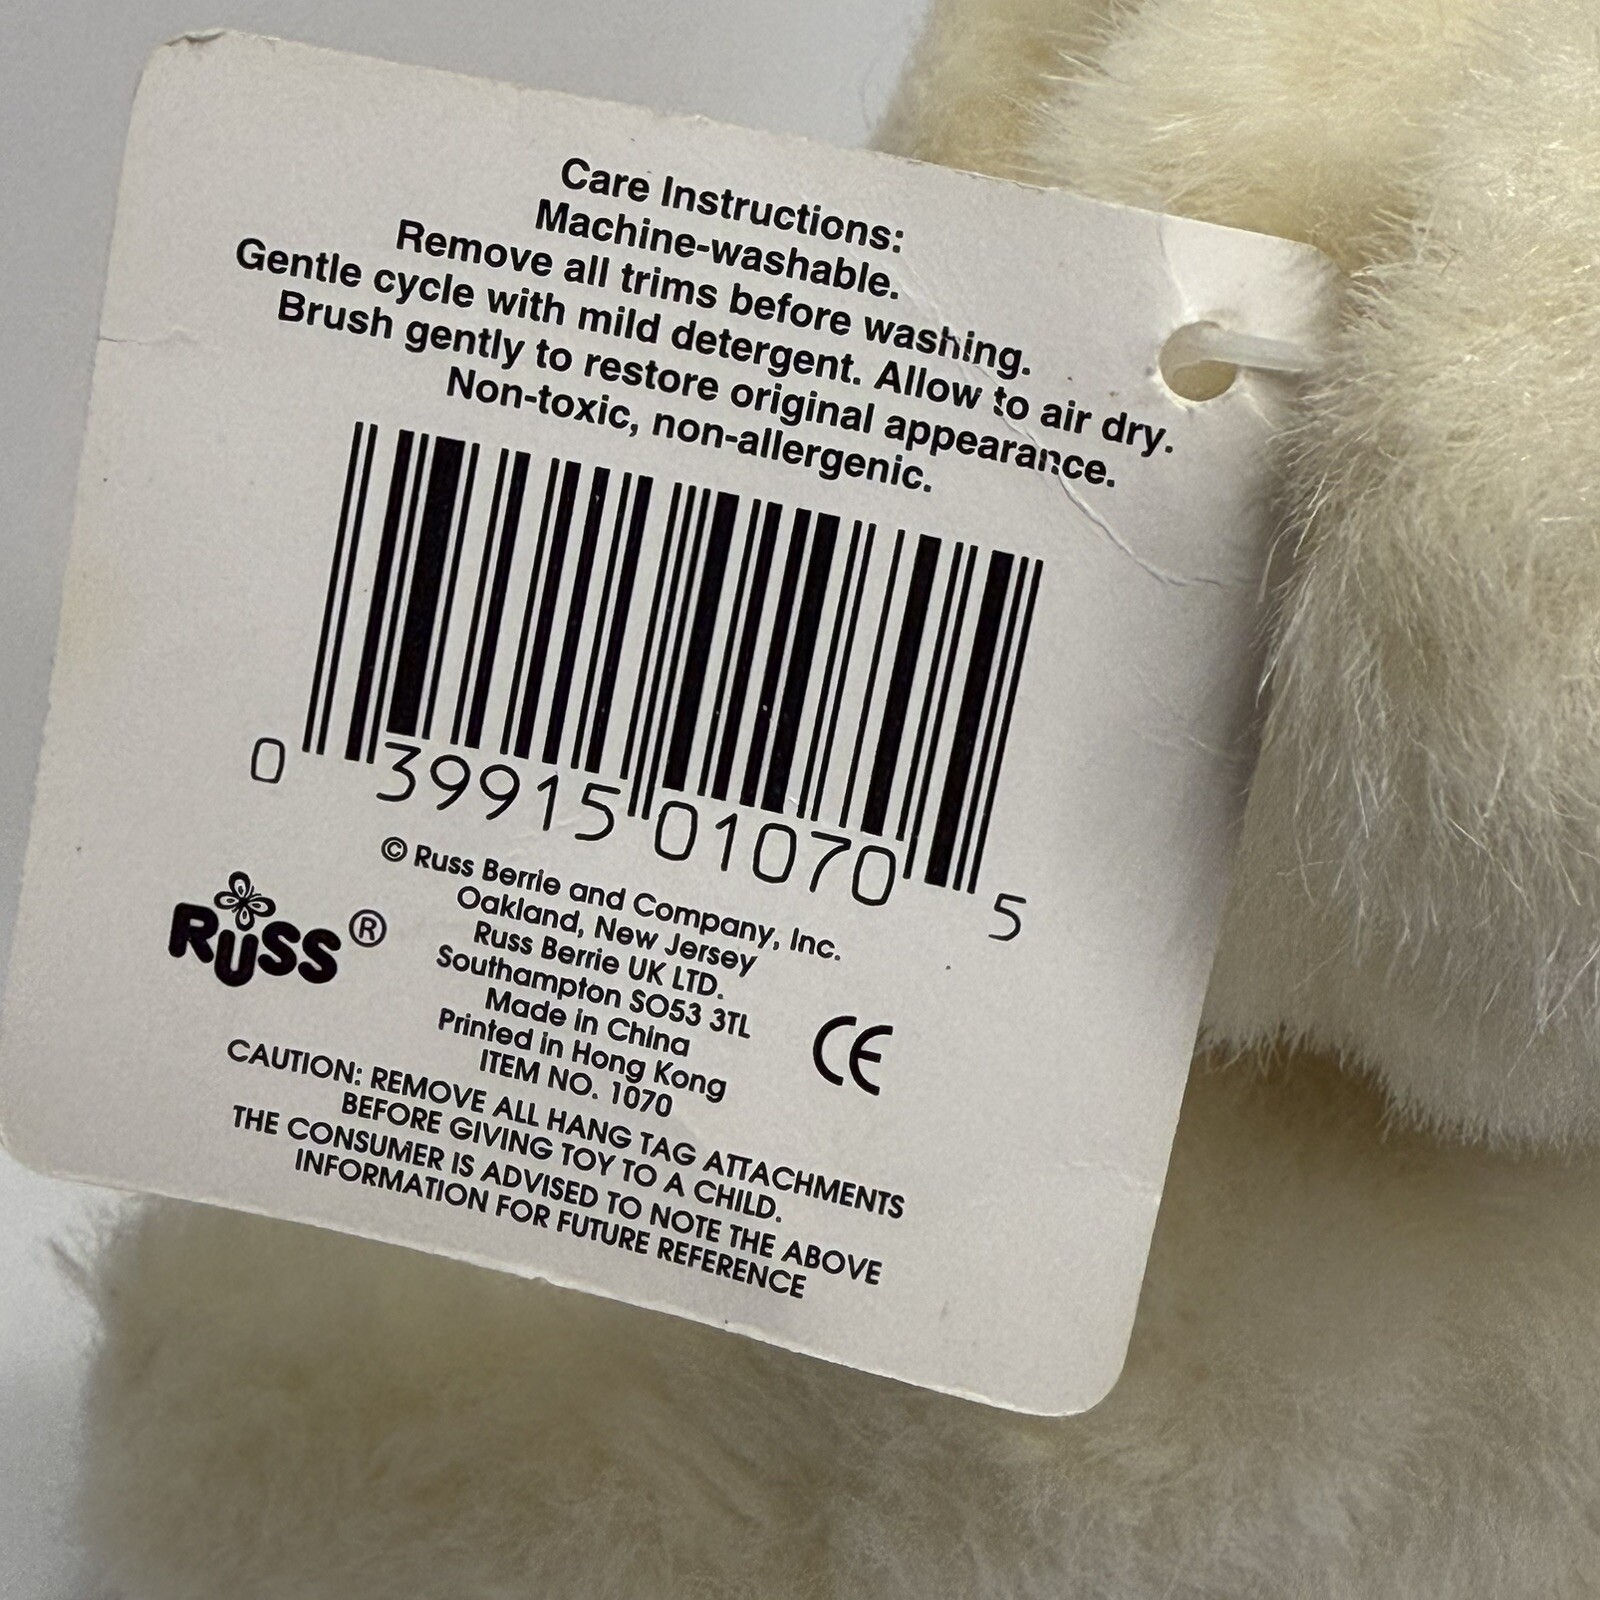 Care Instructions:
Machine-washable.
Remove all trims before washing.
Gentle cycle with mild detergent. Allow to air dry.
Brush gently to restore original appearance.
Non-toxic, non-allergenic.
0 39915 01070 5
© Russ Berrie and Company, Inc.
Oakland, New Jersey
Russ Berrie UK LTD.
Southampton SO53 3TL
Made in China
Printed in Hong Kong
ITEM NO. 1070
RUSS®
CE
CAUTION: REMOVE ALL HANG TAG ATTACHMENTS
BEFORE GIVING TOY TO A CHILD.
THE CONSUMER IS ADVISED TO NOTE THE ABOVE
INFORMATION FOR FUTURE REFERENCE